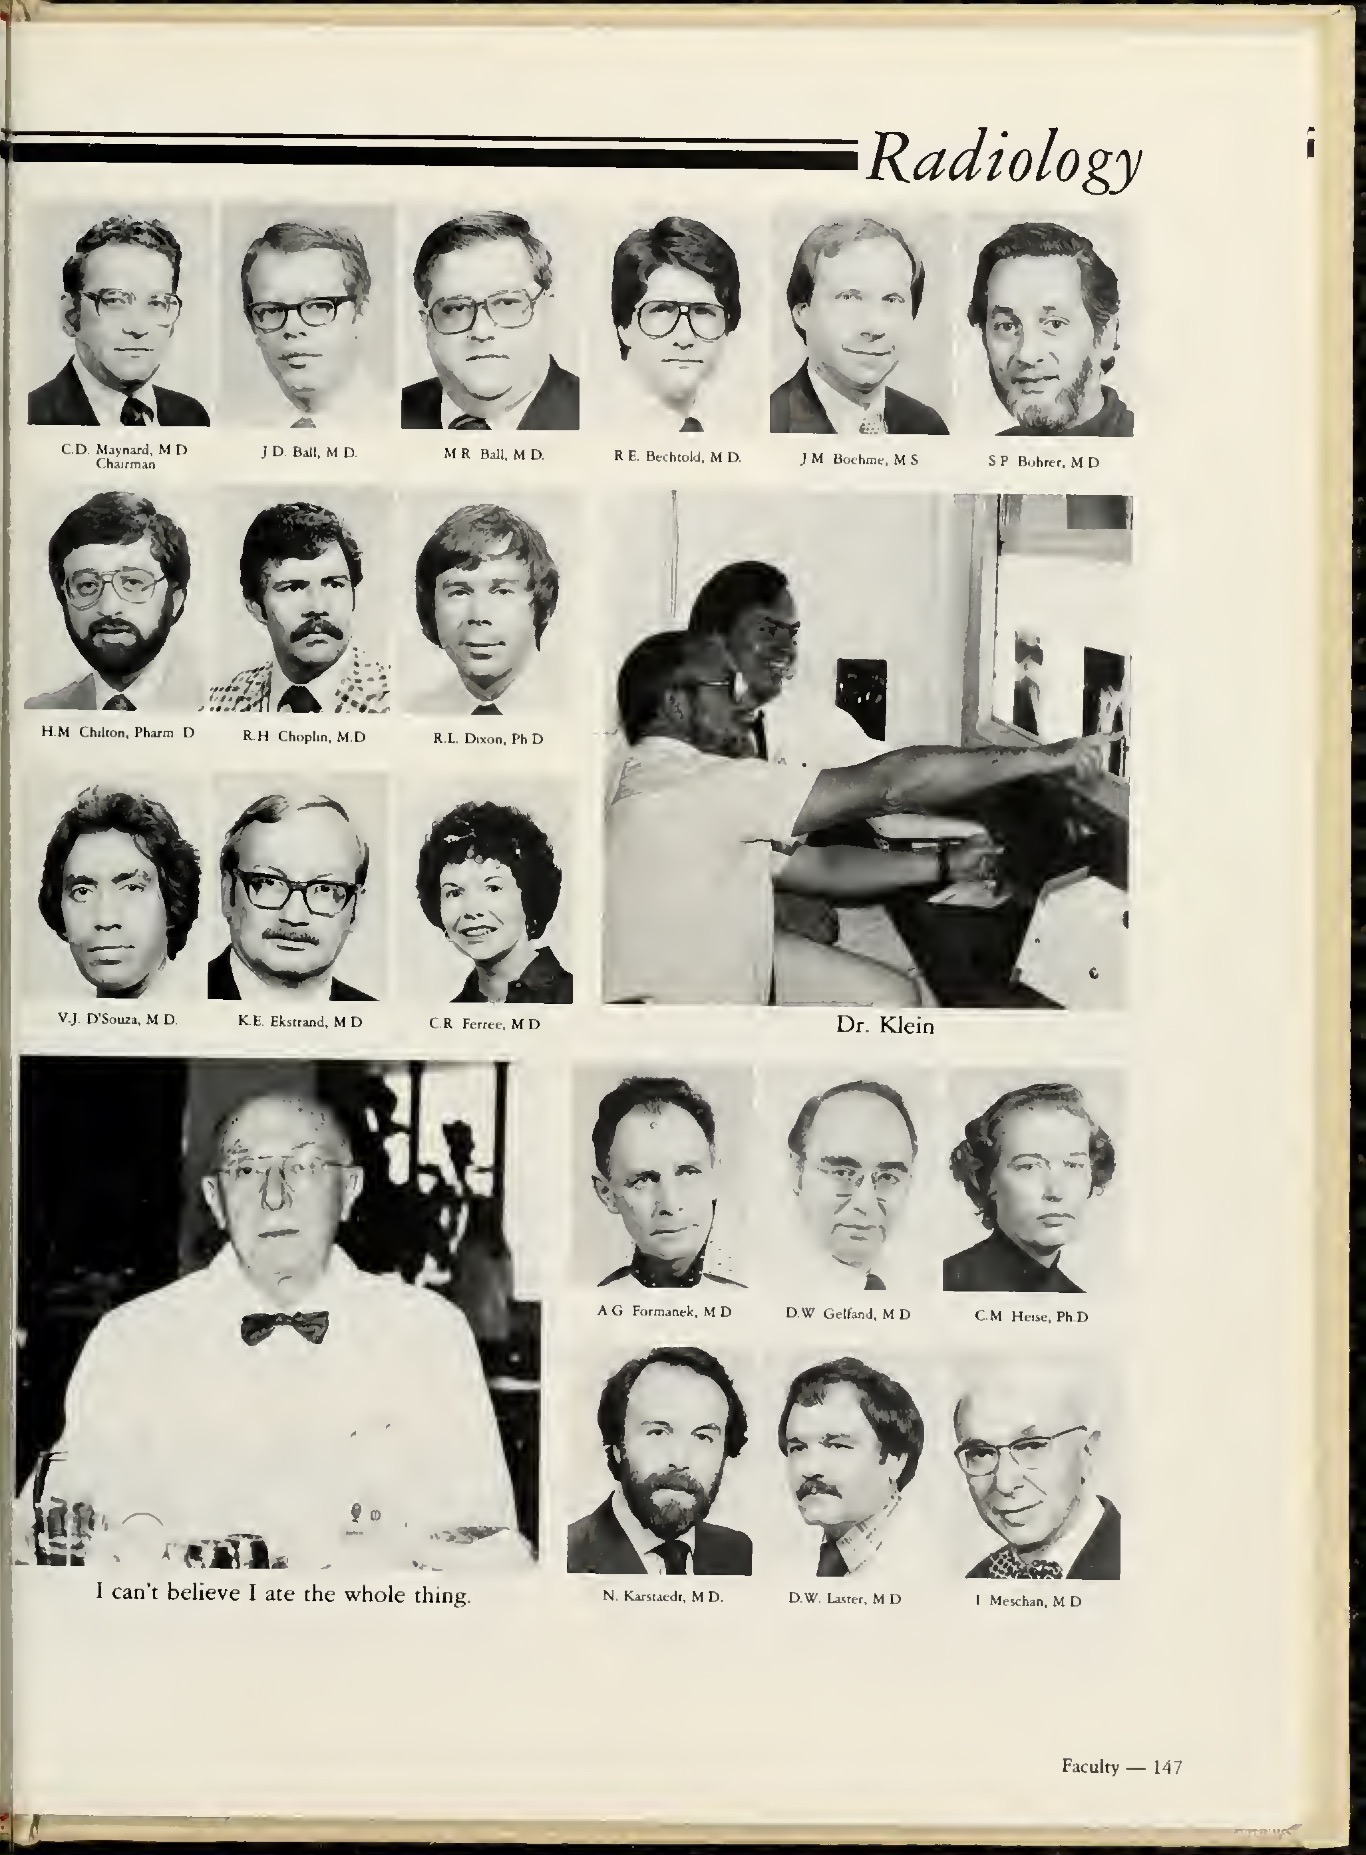 Radiology
C.D. Maynard, M D
Chairman
J D. Ball, M D.
M R Ball, M D.
R E. Bechtold, M D.
J M Boehme, M S
S P Bohrer, M D
H.M Chilton, Pharm D
R.H Choplin, M.D
R.L. Dixon, Ph D
V.J. D'Souza, M D.
K.E. Ekstrand, M D
C R Ferree, M D
Dr. Klein
A G Formanek, M D
D.W Gelfand, M D
C.M Heise, Ph.D
I can't believe I ate the whole thing.
N. Karstaedt, M D.
D.W. Laster, M D
I Meschan, M D
Faculty — 147